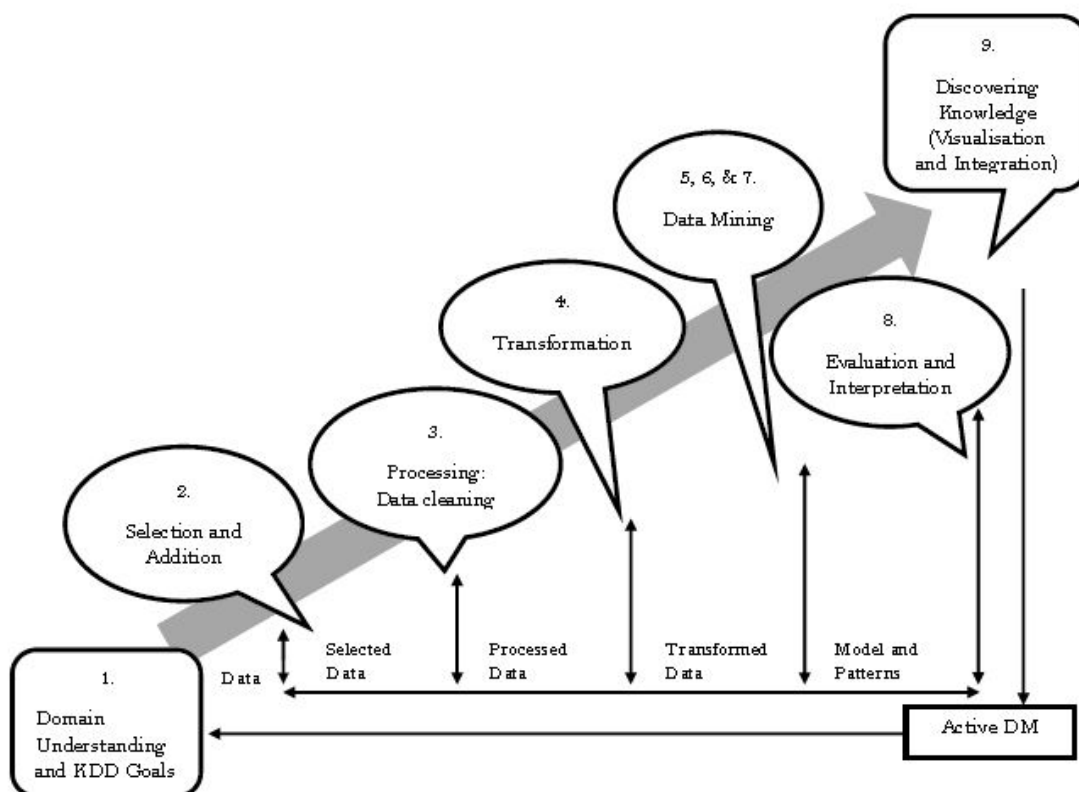 9.
Discovering
Knowledge
(Visualisation
and Integration)
5, 6, & 7.
Data Mining
4.
Transformation
8.
Evaluation and
Interpretation
3.
Processing:
Data cleaning
2.
Selection and
Addition
1.
Domain
Understanding
and KDD Goals
Data
Selected
Data
Processed
Data
Transformed
Data
Model and
Patterns
Active DM